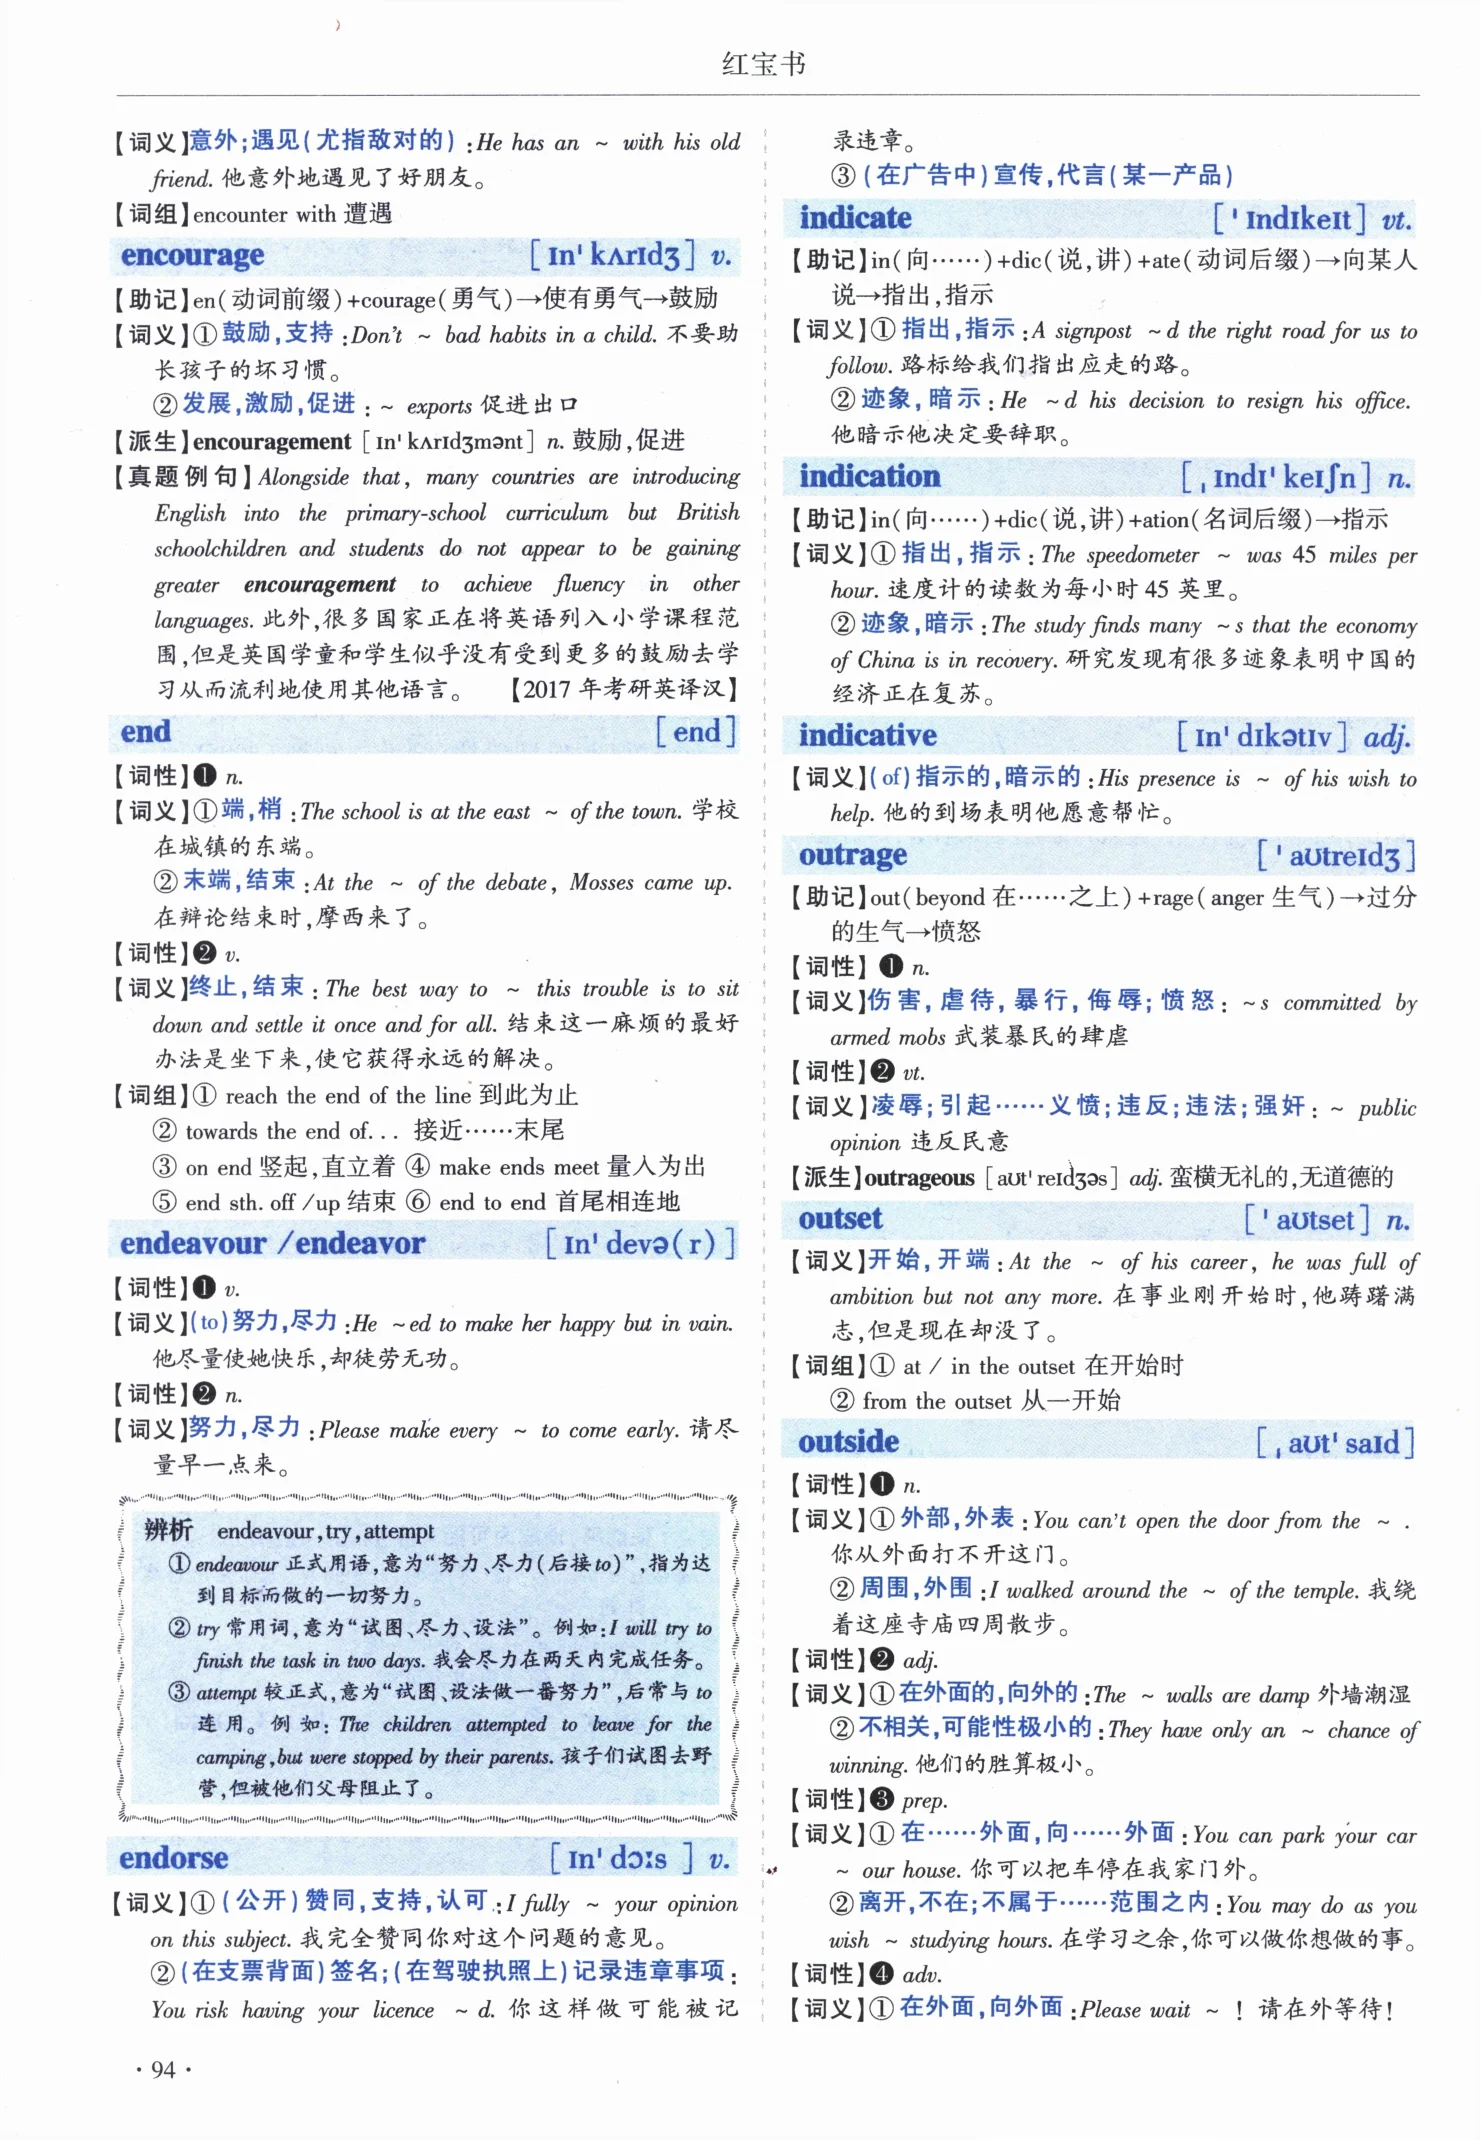 红宝书
【词义】意外;遇见(尤指敌对的):He has an ~ with his old
friend. 他意外地遇见了好朋友。
【词组】encounter with 遭遇
encourage [ɪnˈkʌrɪdʒ] v.
【助记】en(动词前缀)+courage(勇气)→使有勇气→鼓励
【词义】①鼓励,支持:Don't ~ bad habits in a child. 不要助
长孩子的坏习惯。
②发展,激励,促进:~ exports 促进出口
【派生】encouragement [ɪnˈkʌrɪdʒmənt] n. 鼓励,促进
【真题例句】Alongside that, many countries are introducing
English into the primary-school curriculum but British
schoolchildren and students do not appear to be gaining
greater encouragement to achieve fluency in other
languages. 此外,很多国家正在将英语列入小学课程范
围,但是英国学童和学生似乎没有受到更多的鼓励去学
习从而流利地使用其他语言。 【2017年考研英译汉】
end [end]
【词性】❶ n.
【词义】①端,梢:The school is at the east ~ of the town. 学校
在城镇的东端。
②末端,结束:At the ~ of the debate, Mosses came up.
在辩论结束时,摩西来了。
【词性】❷ v.
【词义】终止,结束:The best way to ~ this trouble is to sit
down and settle it once and for all. 结束这一麻烦的最好
办法是坐下来,使它获得永远的解决。
【词组】① reach the end of the line 到此为止
② towards the end of... 接近……末尾
③ on end 竖起,直立着 ④ make ends meet 量入为出
⑤ end sth. off /up 结束 ⑥ end to end 首尾相连地
endeavour /endeavor [ɪnˈdevə(r)]
【词性】❶ v.
【词义】(to)努力,尽力:He ~ed to make her happy but in vain.
他尽量使她快乐,却徒劳无功。
【词性】❷ n.
【词义】努力,尽力:Please make every ~ to come early. 请尽
量早一点来。
辨析 endeavour,try,attempt
① endeavour 正式用语,意为“努力、尽力(后接to)”,指为达
到目标而做的一切努力。
② try 常用词,意为“试图、尽力、设法”。例如:I will try to
finish the task in two days. 我会尽力在两天内完成任务。
③ attempt 较正式,意为“试图、设法做一番努力”,后常与 to
连用。例如:The children attempted to leave for the
camping,but were stopped by their parents. 孩子们试图去野
营,但被他们父母阻止了。
endorse [ɪnˈdɔːs ] v.
【词义】①(公开)赞同,支持,认可:I fully ~ your opinion
on this subject. 我完全赞同你对这个问题的意见。
②(在支票背面)签名;(在驾驶执照上)记录违章事项:
You risk having your licence ~d. 你这样做可能被记
· 94 ·
录违章。
③(在广告中)宣传,代言(某一产品)
indicate [ˈɪndɪkeɪt] vt.
【助记】in(向……)+dic(说,讲)+ate(动词后缀)→向某人
说→指出,指示
【词义】①指出,指示:A signpost ~d the right road for us to
follow. 路标给我们指出应走的路。
②迹象,暗示:He ~d his decision to resign his office.
他暗示他决定要辞职。
indication [ˌɪndɪˈkeɪʃn] n.
【助记】in(向……)+dic(说,讲)+ation(名词后缀)→指示
【词义】①指出,指示:The speedometer ~ was 45 miles per
hour. 速度计的读数为每小时45英里。
②迹象,暗示:The study finds many ~s that the economy
of China is in recovery. 研究发现有很多迹象表明中国的
经济正在复苏。
indicative [ɪnˈdɪkətɪv] adj.
【词义】(of)指示的,暗示的:His presence is ~ of his wish to
help. 他的到场表明他愿意帮忙。
outrage [ˈaʊtreɪdʒ]
【助记】out(beyond 在……之上)+rage(anger 生气)→过分
的生气→愤怒
【词性】❶ n.
【词义】伤害,虐待,暴行,侮辱;愤怒:~s committed by
armed mobs 武装暴民的肆虐
【词性】❷ vt.
【词义】凌辱;引起……义愤;违反;违法;强奸:~ public
opinion 违反民意
【派生】outrageous [aʊtˈreɪdʒəs] adj. 蛮横无礼的,无道德的
outset [ˈaʊtset] n.
【词义】开始,开端:At the ~ of his career, he was full of
ambition but not any more. 在事业刚开始时,他踌躇满
志,但是现在却没了。
【词组】① at / in the outset 在开始时
② from the outset 从一开始
outside [ˌaʊtˈsaɪd]
【词性】❶ n.
【词义】①外部,外表:You can't open the door from the ~ .
你从外面打不开这门。
②周围,外围:I walked around the ~ of the temple. 我绕
着这座寺庙四周散步。
【词性】❷ adj.
【词义】①在外面的,向外的:The ~ walls are damp 外墙潮湿
②不相关,可能性极小的:They have only an ~ chance of
winning. 他们的胜算极小。
【词性】❸ prep.
【词义】①在……外面,向……外面:You can park your car
~ our house. 你可以把车停在我家门外。
②离开,不在;不属于……范围之内:You may do as you
wish ~ studying hours. 在学习之余,你可以做你想做的事。
【词性】❹ adv.
【词义】①在外面,向外面:Please wait ~ ! 请在外等待!